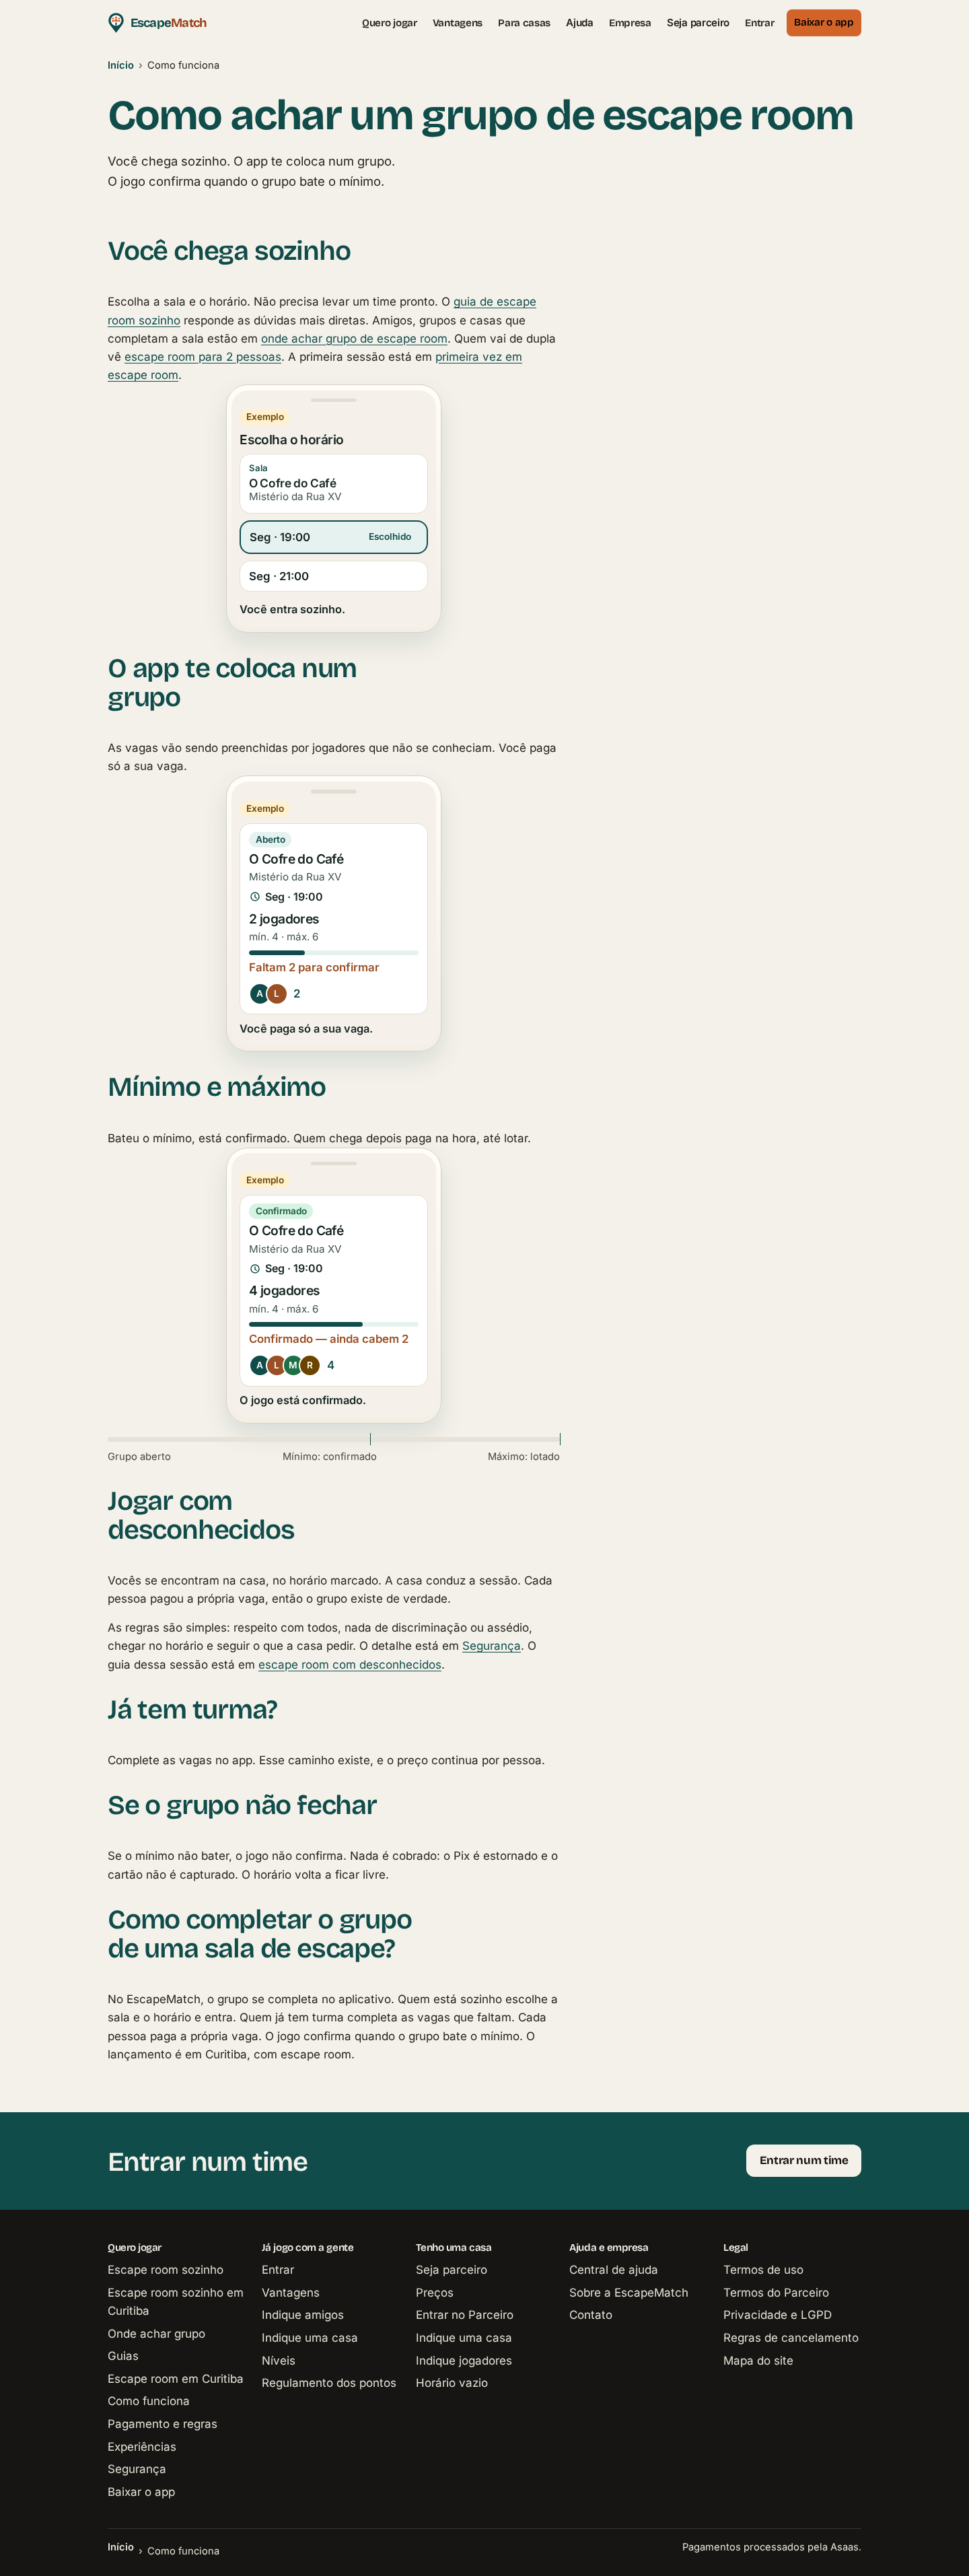 EscapeMatch
Quero jogar
Vantagens
Para casas
Ajuda
Empresa
Seja parceiro
Entrar
Baixar o app
Início › Como funciona
Como achar um grupo de escape room
Você chega sozinho. O app te coloca num grupo.
O jogo confirma quando o grupo bate o mínimo.
Você chega sozinho
Escolha a sala e o horário. Não precisa levar um time pronto. O guia de escape
room sozinho responde as dúvidas mais diretas. Amigos, grupos e casas que
completam a sala estão em onde achar grupo de escape room. Quem vai de dupla
vê escape room para 2 pessoas. A primeira sessão está em primeira vez em
escape room.
Exemplo
Escolha o horário
Sala
O Cofre do Café
Mistério da Rua XV
Seg · 19:00 Escolhido
Seg · 21:00
Você entra sozinho.
O app te coloca num
grupo
As vagas vão sendo preenchidas por jogadores que não se conheciam. Você paga
só a sua vaga.
Exemplo
Aberto
O Cofre do Café
Mistério da Rua XV
Seg · 19:00
2 jogadores
mín. 4 · máx. 6
Faltam 2 para confirmar
A L 2
Você paga só a sua vaga.
Mínimo e máximo
Bateu o mínimo, está confirmado. Quem chega depois paga na hora, até lotar.
Exemplo
Confirmado
O Cofre do Café
Mistério da Rua XV
Seg · 19:00
4 jogadores
mín. 4 · máx. 6
Confirmado — ainda cabem 2
A L M R 4
O jogo está confirmado.
Grupo aberto
Mínimo: confirmado
Máximo: lotado
Jogar com
desconhecidos
Vocês se encontram na casa, no horário marcado. A casa conduz a sessão. Cada
pessoa pagou a própria vaga, então o grupo existe de verdade.
As regras são simples: respeito com todos, nada de discriminação ou assédio,
chegar no horário e seguir o que a casa pedir. O detalhe está em Segurança. O
guia dessa sessão está em escape room com desconhecidos.
Já tem turma?
Complete as vagas no app. Esse caminho existe, e o preço continua por pessoa.
Se o grupo não fechar
Se o mínimo não bater, o jogo não confirma. Nada é cobrado: o Pix é estornado e o
cartão não é capturado. O horário volta a ficar livre.
Como completar o grupo
de uma sala de escape?
No EscapeMatch, o grupo se completa no aplicativo. Quem está sozinho escolhe a
sala e o horário e entra. Quem já tem turma completa as vagas que faltam. Cada
pessoa paga a própria vaga. O jogo confirma quando o grupo bate o mínimo. O
lançamento é em Curitiba, com escape room.
Entrar num time
Entrar num time
Quero jogar
Escape room sozinho
Escape room sozinho em
Curitiba
Onde achar grupo
Guias
Escape room em Curitiba
Como funciona
Pagamento e regras
Experiências
Segurança
Baixar o app
Já jogo com a gente
Entrar
Vantagens
Indique amigos
Indique uma casa
Níveis
Regulamento dos pontos
Tenho uma casa
Seja parceiro
Preços
Entrar no Parceiro
Indique uma casa
Indique jogadores
Horário vazio
Ajuda e empresa
Central de ajuda
Sobre a EscapeMatch
Contato
Legal
Termos de uso
Termos do Parceiro
Privacidade e LGPD
Regras de cancelamento
Mapa do site
Início › Como funciona
Pagamentos processados pela Asaas.